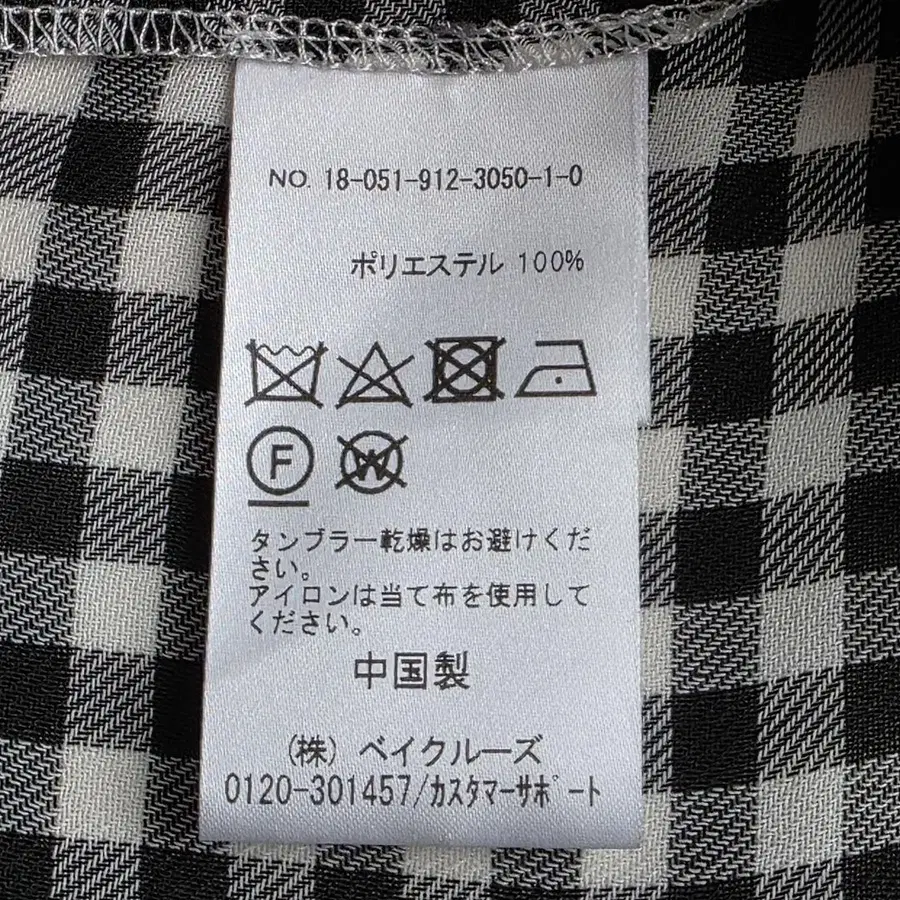 NO. 18-051-912-3050-1-0
ポリエステル 100%
F W
タンブラー乾燥はお避けくだ
さい。
アイロンは当て布を使用して
ください。
中国製
(株) ベイクルーズ
0120-301457/カスタマーサポート